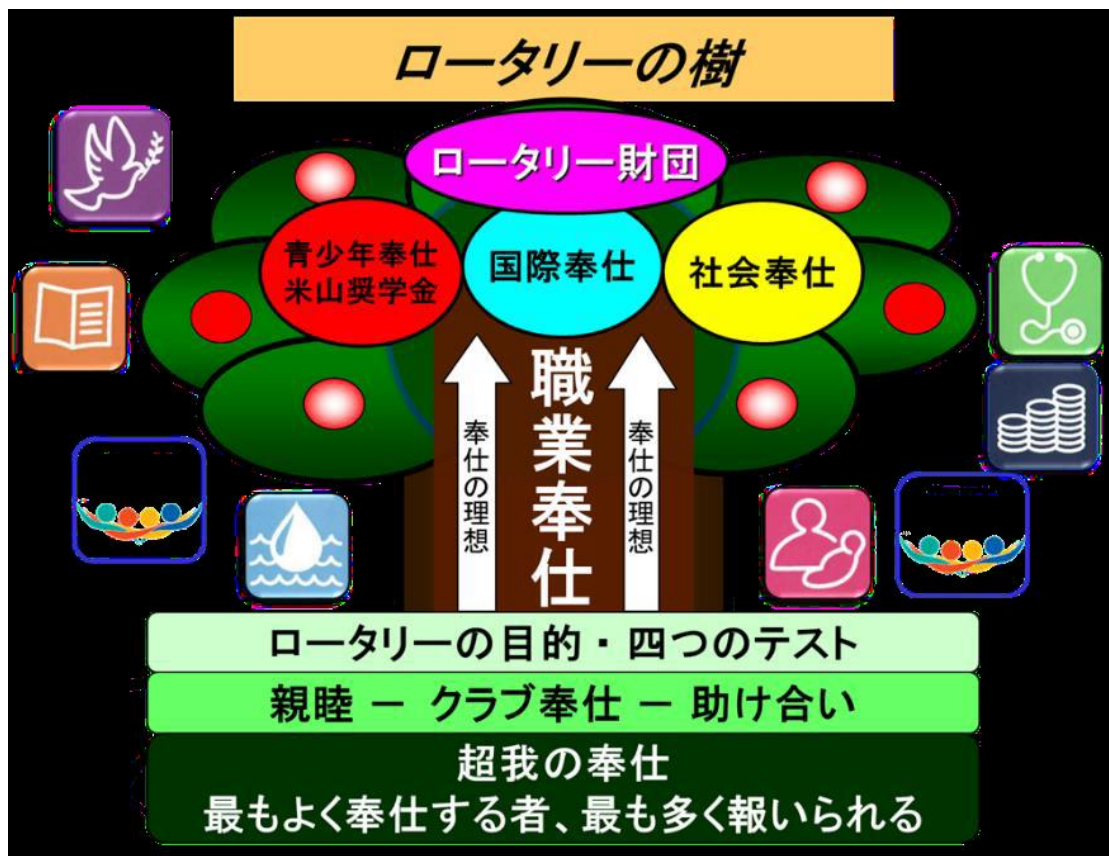 ロータリーの樹
ロータリー財団
青少年奉仕
米山奨学金
国際奉仕
社会奉仕
職業奉仕
奉仕の理想
奉仕の理想
ロータリーの目的・四つのテスト
親睦 － クラブ奉仕 － 助け合い
超我の奉仕
最もよく奉仕する者、最も多く報いられる